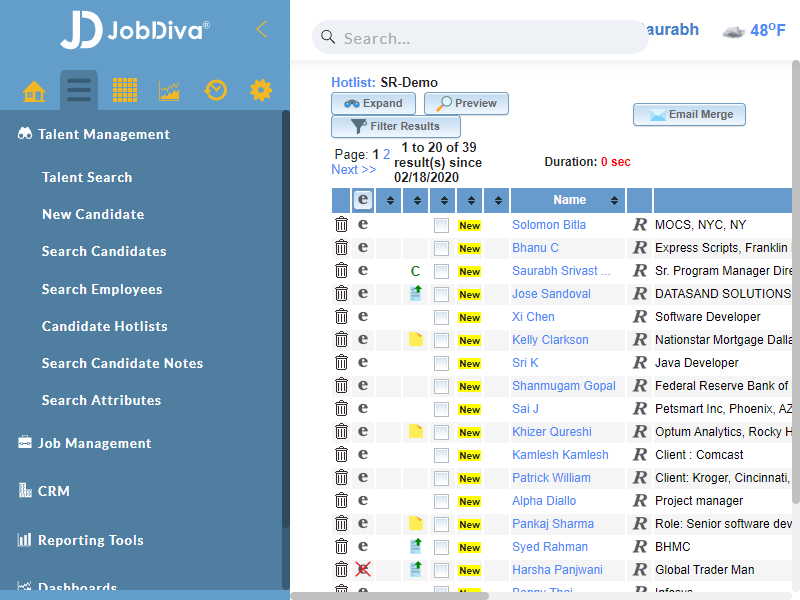 JobDiva®
Search...
48°F
Talent Management
Talent Search
New Candidate
Search Candidates
Search Employees
Candidate Hotlists
Search Candidate Notes
Search Attributes
Job Management
CRM
Reporting Tools
Dashboards
Hotlist: SR-Demo
Expand
Preview
Filter Results
Email Merge
Page: 1 2
Next >>
1 to 20 of 39
result(s) since
02/18/2020
Duration: 0 sec
e Name
e New Solomon Bitla R MOCS, NYC, NY
e New Bhanu C R Express Scripts, Franklin
e C New Saurabh Srivast ... R Sr. Program Manager Dire
e New Jose Sandoval R DATASAND SOLUTIONS
e New Xi Chen R Software Developer
e New Kelly Clarkson R Nationstar Mortgage Dalla
e New Sri K R Java Developer
e New Shanmugam Gopal R Federal Reserve Bank of
e New Sai J R Petsmart Inc, Phoenix, AZ
e New Khizer Qureshi R Optum Analytics, Rocky H
e New Kamlesh Kamlesh R Client : Comcast
e New Patrick William R Client: Kroger, Cincinnati,
e New Alpha Diallo R Project manager
e New Pankaj Sharma R Role: Senior software dev
e New Syed Rahman R BHMC
e New Harsha Panjwani R Global Trader Man